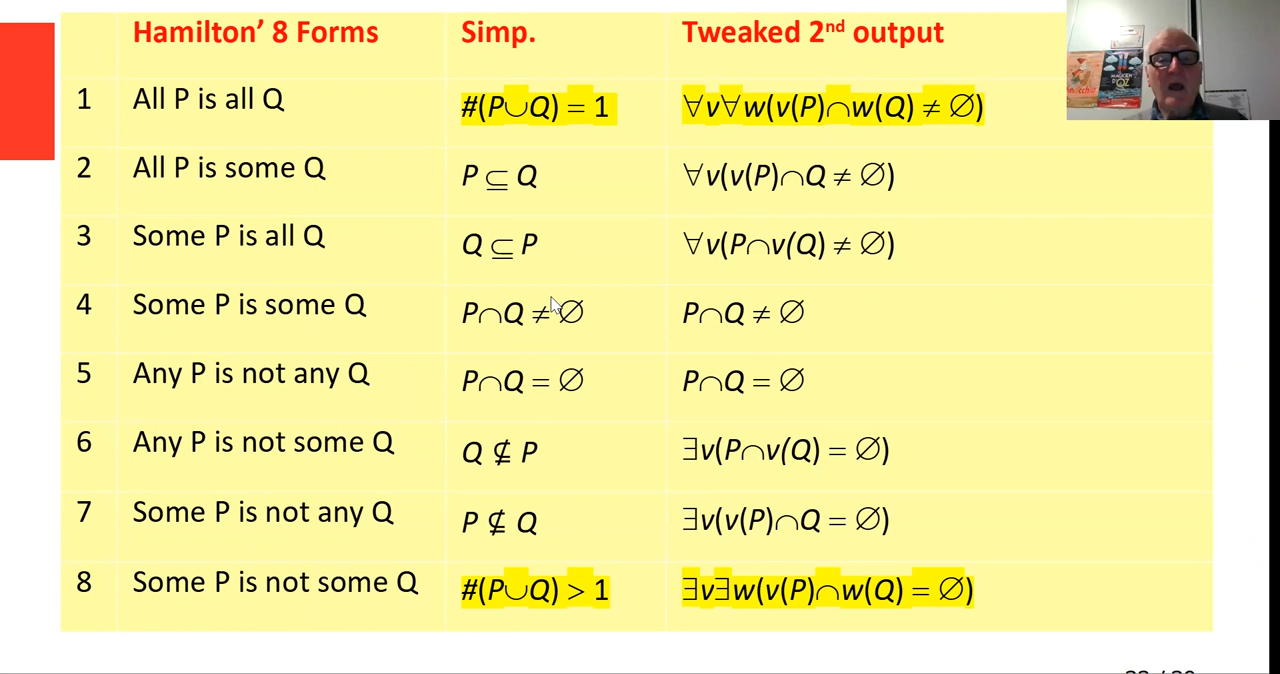 Hamilton’ 8 Forms Simp. Tweaked 2nd output
1 All P is all Q #(P∪Q) = 1 ∀v∀w(v(P)∩w(Q) ≠ ∅)
2 All P is some Q P ⊆ Q ∀v(v(P)∩Q ≠ ∅)
3 Some P is all Q Q ⊆ P ∀v(P∩v(Q) ≠ ∅)
4 Some P is some Q P∩Q ≠ ∅ P∩Q ≠ ∅
5 Any P is not any Q P∩Q = ∅ P∩Q = ∅
6 Any P is not some Q Q ⊈ P ∃v(P∩v(Q) = ∅)
7 Some P is not any Q P ⊈ Q ∃v(v(P)∩Q = ∅)
8 Some P is not some Q #(P∪Q) > 1 ∃v∃w(v(P)∩w(Q) = ∅)